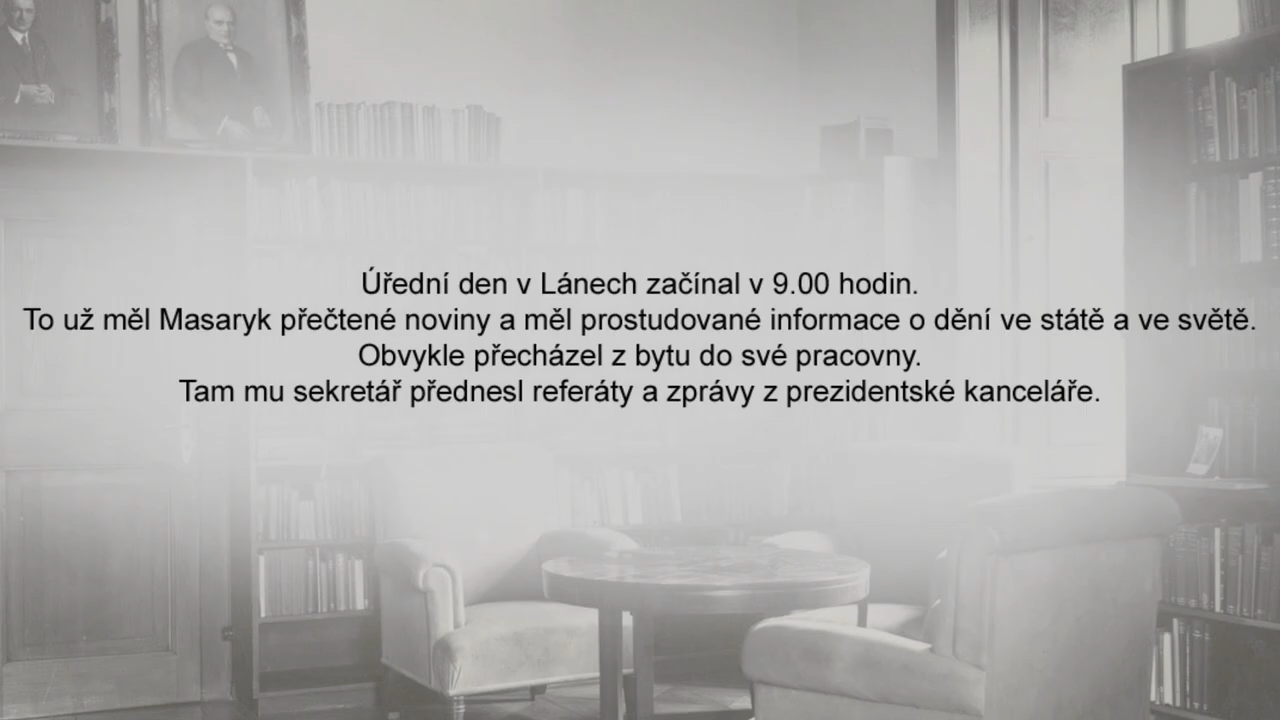 Úřední den v Lánech začínal v 9.00 hodin.
To už měl Masaryk přečtené noviny a měl prostudované informace o dění ve státě a ve světě.
Obvykle přecházel z bytu do své pracovny.
Tam mu sekretář přednesl referáty a zprávy z prezidentské kanceláře.